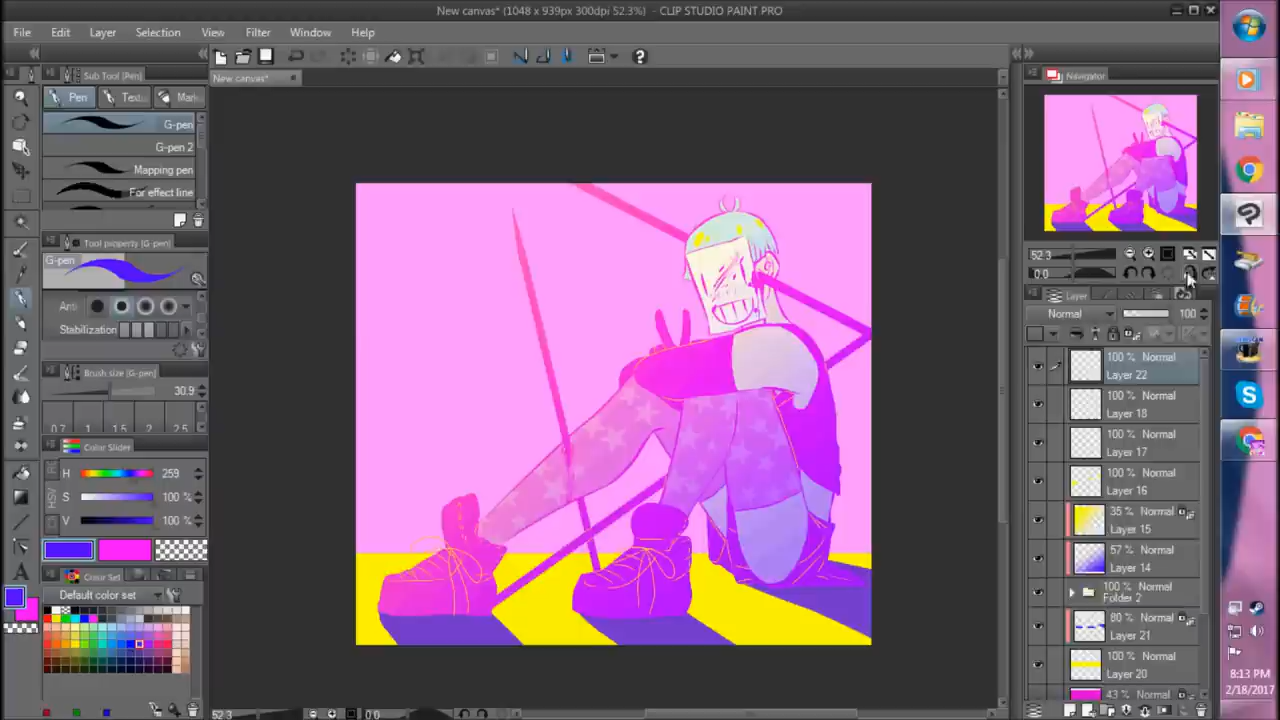 New canvas* (1048 x 939px 300dpi 52.3%) - CLIP STUDIO PAINT PRO
File Edit Layer Selection View Filter Window Help
Sub Tool [Pen]
New canvas*
Navigator
Pen Textu Mark
G-pen
G-pen 2
Mapping pen
For effect line
Tool property [G-pen]
G-pen
Anti
Stabilization
Brush size [G-pen]
30.9
0.7 1 1.5 2 2.5
Color Slider
H 259
S 100 %
V 100 %
Color Set
Default color set
52.3
0.0
Layer
Normal 100
100 % Normal
Layer 22
100 % Normal
Layer 18
100 % Normal
Layer 17
100 % Normal
Layer 16
35 % Normal
Layer 15
57 % Normal
Layer 14
100 % Normal
Folder 2
80 % Normal
Layer 21
100 % Normal
Layer 20
43 % Normal
52.3 0.0
8:13 PM
2/18/2017